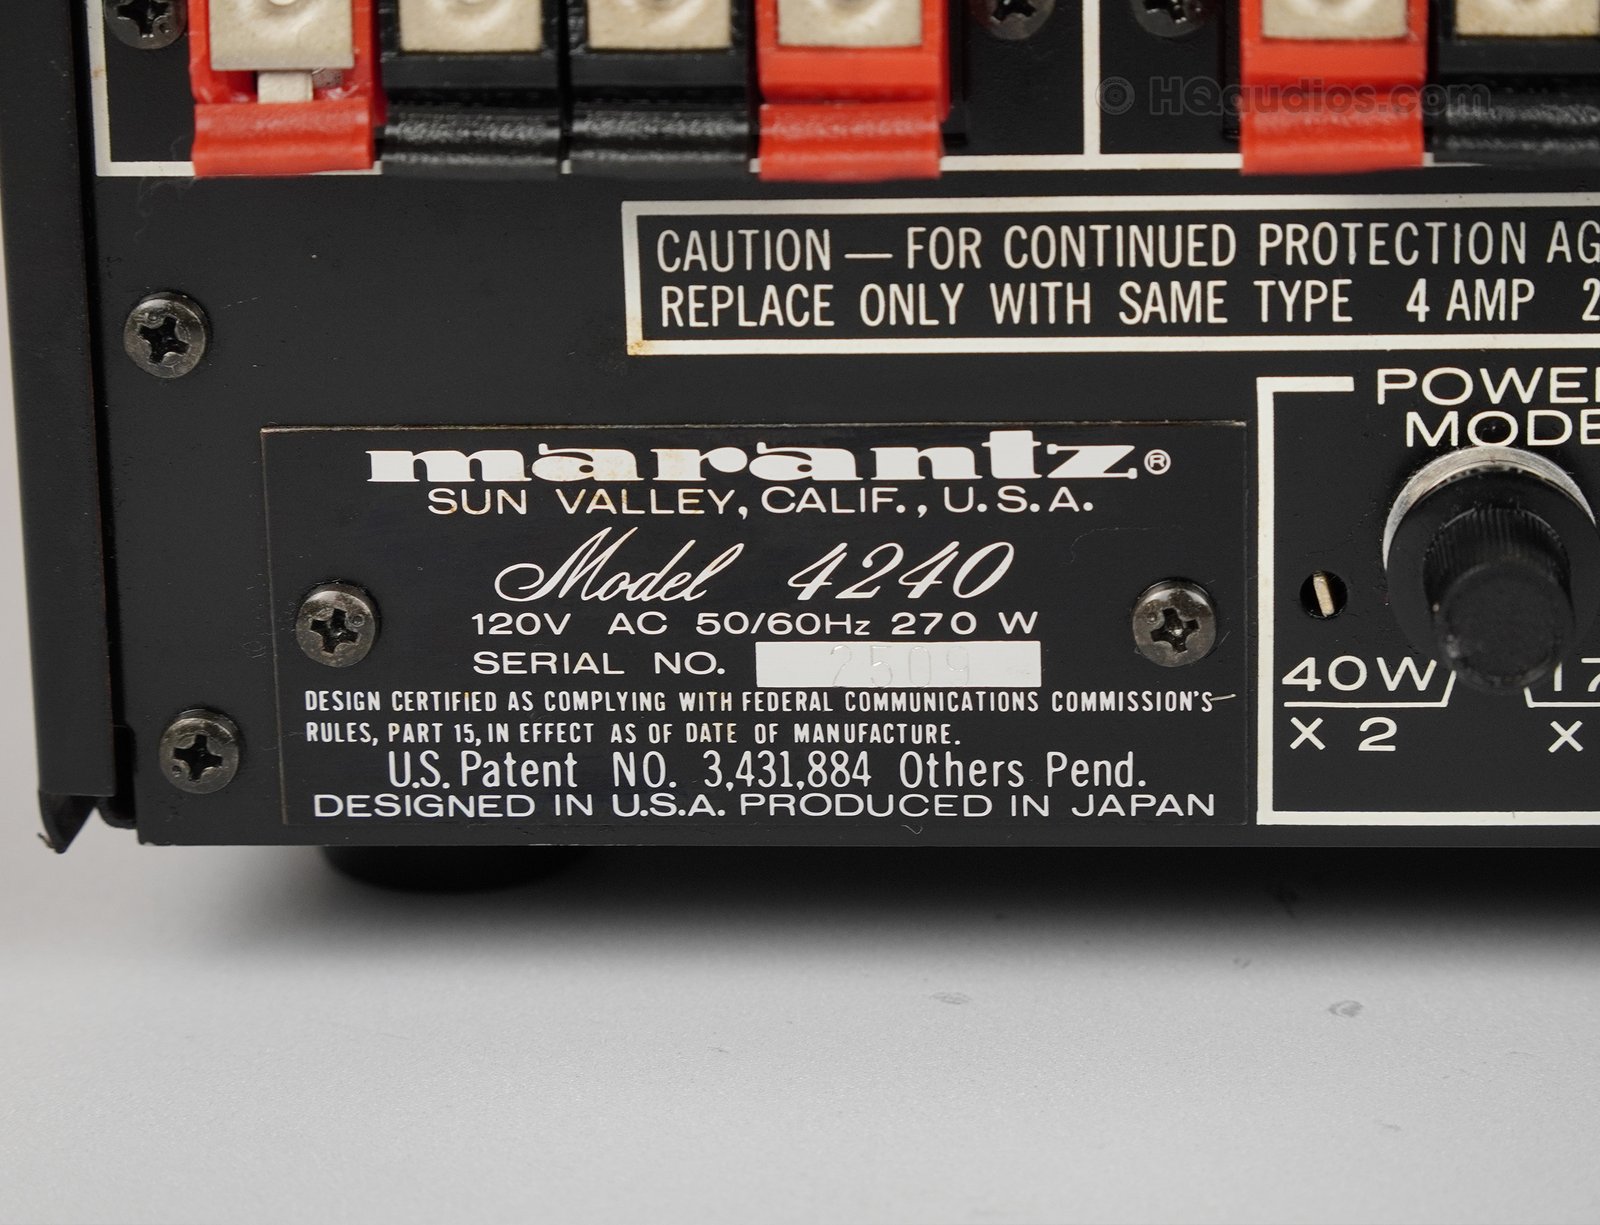 © HQaudios.com
CAUTION — FOR CONTINUED PROTECTION
REPLACE ONLY WITH SAME TYPE 4 AMP
POWER
MODE
marantz®
SUN VALLEY, CALIF., U.S.A.
Model 4240
120V AC 50/60Hz 270 W
SERIAL NO. 2509
DESIGN CERTIFIED AS COMPLYING WITH FEDERAL COMMUNICATIONS COMMISSION'S
RULES, PART 15, IN EFFECT AS OF DATE OF MANUFACTURE.
U.S. Patent NO. 3,431,884 Others Pend.
DESIGNED IN U.S.A. PRODUCED IN JAPAN
40W
X 2
X